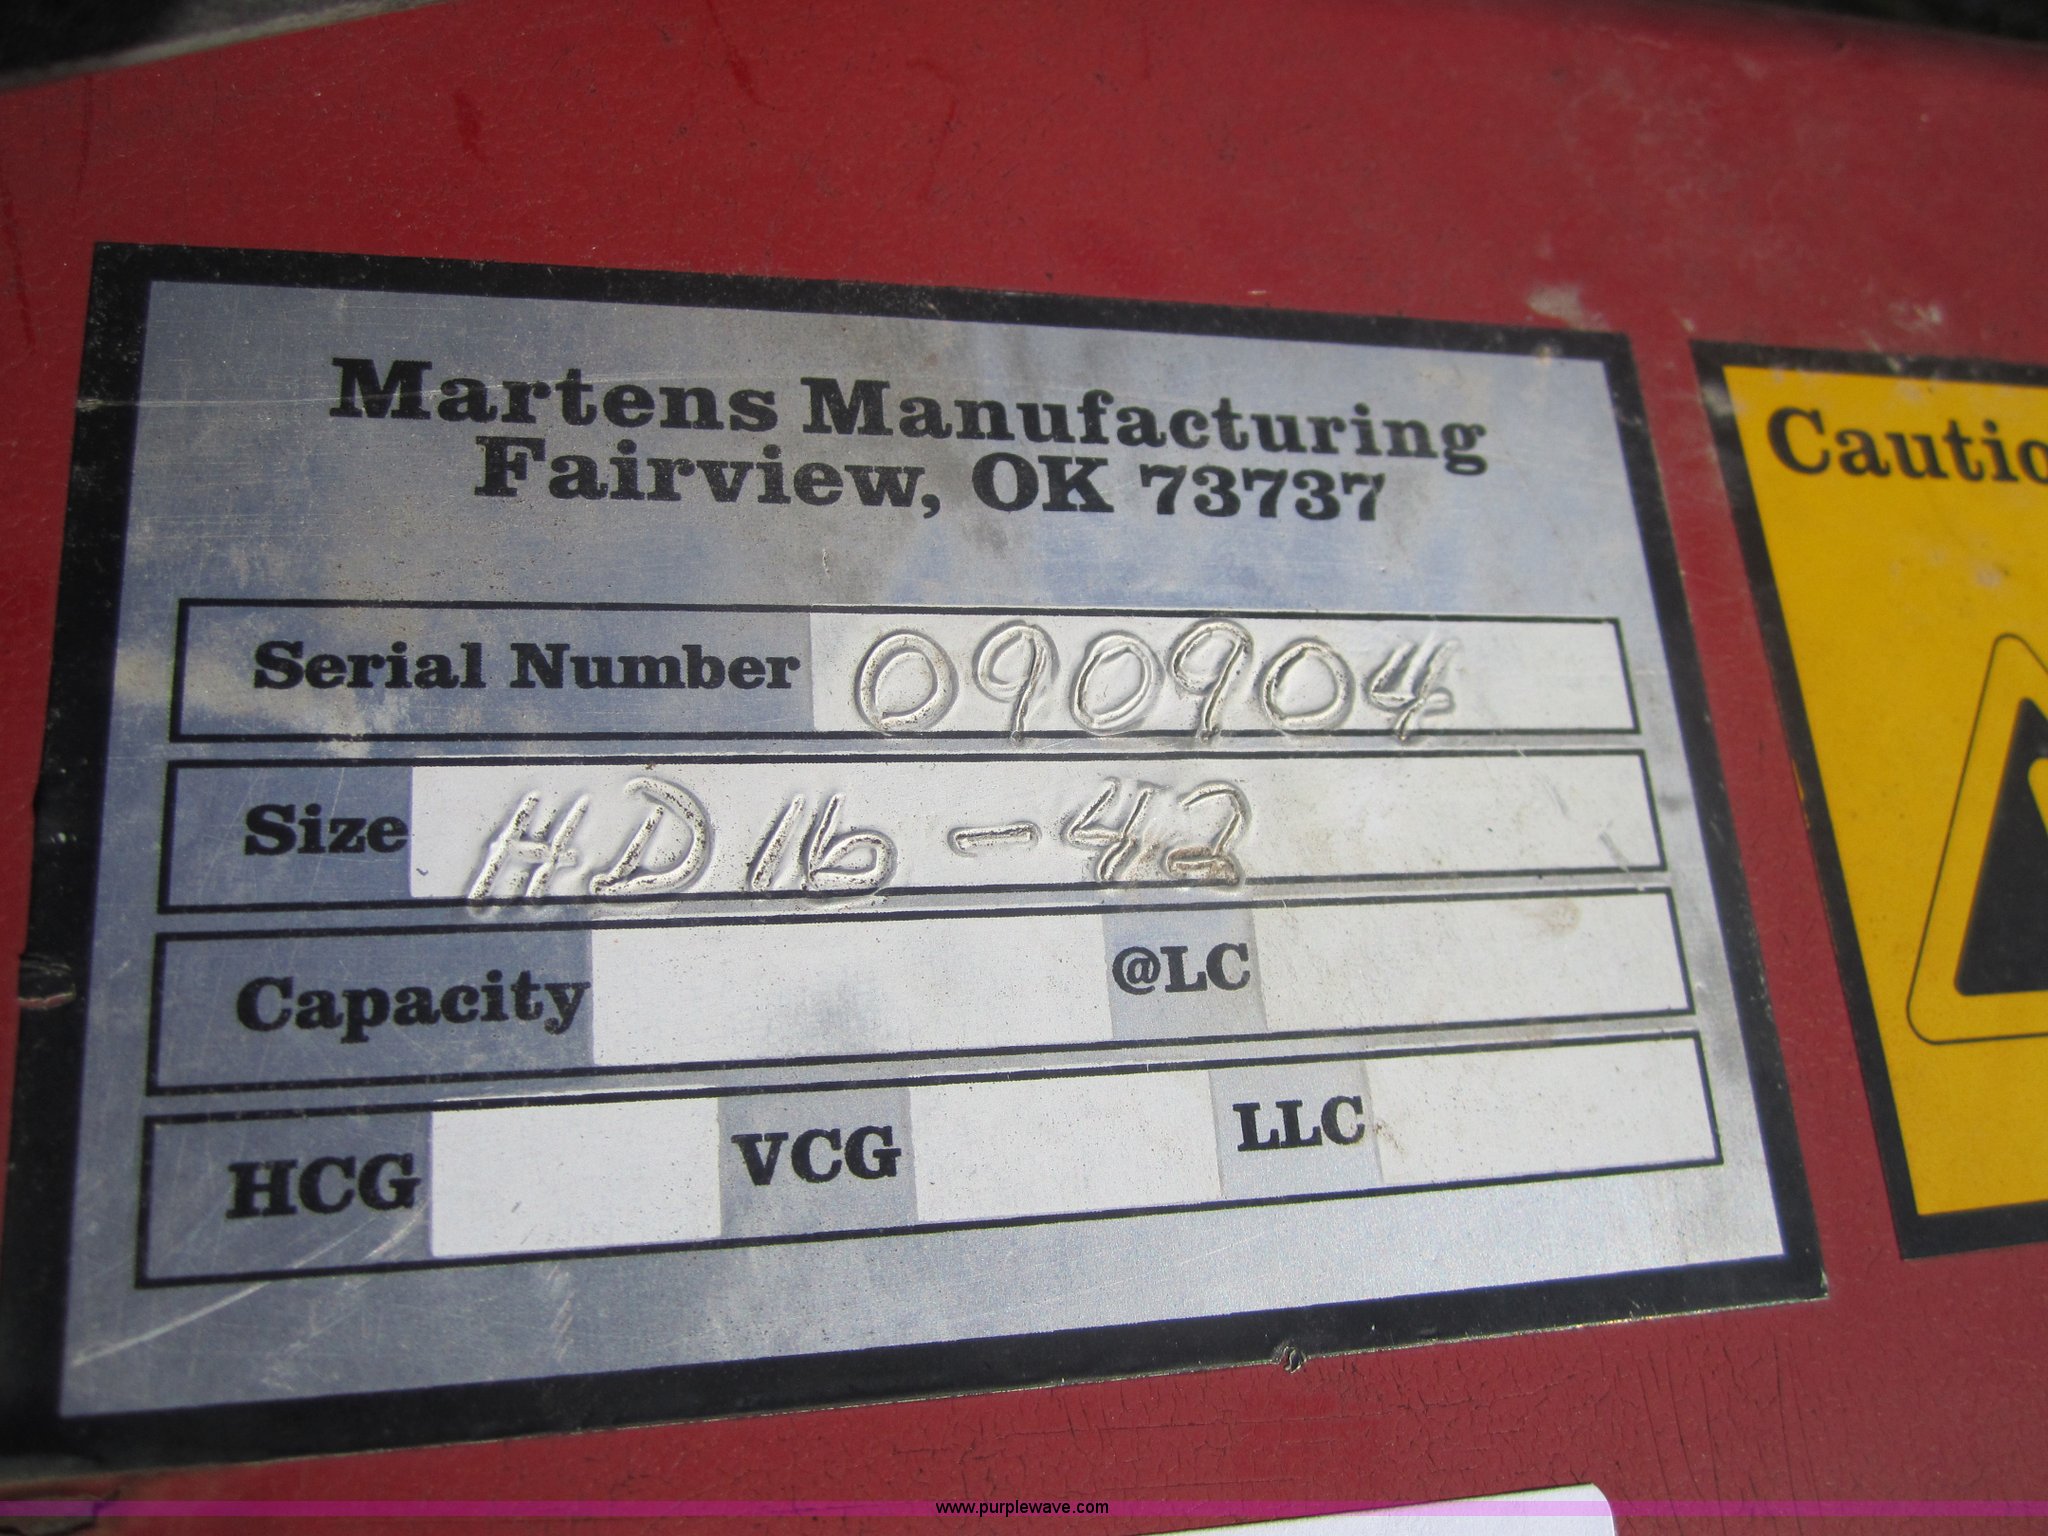 Martens Manufacturing
Fairview, OK 73737
Serial Number 090904
Size HD16-42
Capacity @LC
HCG VCG LLC
Cautio
www.purplewave.com